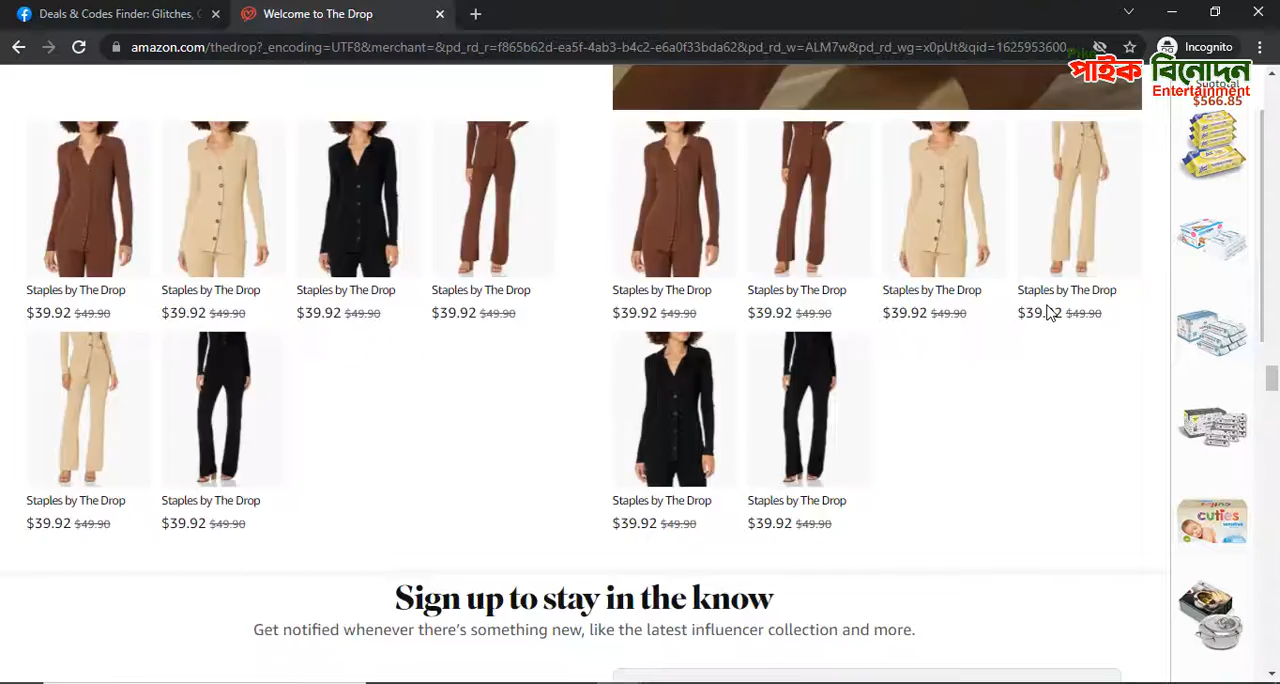 Deals & Codes Finder: Glitches,
Welcome to The Drop
amazon.com/thedrop?_encoding=UTF8&merchant=&pd_rd_r=f865b62d-ea5f-4ab3-b4c2-e6a0f33bda62&pd_rd_w=ALM7w&pd_rd_wg=x0pUt&qid=1625953600...
Incognito
পাইক বিনোদন
Entertainment
Subtotal
$566.85
Staples by The Drop Staples by The Drop Staples by The Drop Staples by The Drop Staples by The Drop Staples by The Drop Staples by The Drop Staples by The Drop
$39.92 $49.90 $39.92 $49.90 $39.92 $49.90 $39.92 $49.90 $39.92 $49.90 $39.92 $49.90 $39.92 $49.90 $39.92 $49.90
Staples by The Drop Staples by The Drop Staples by The Drop Staples by The Drop
$39.92 $49.90 $39.92 $49.90 $39.92 $49.90 $39.92 $49.90
cuties
Sign up to stay in the know
Get notified whenever there's something new, like the latest influencer collection and more.